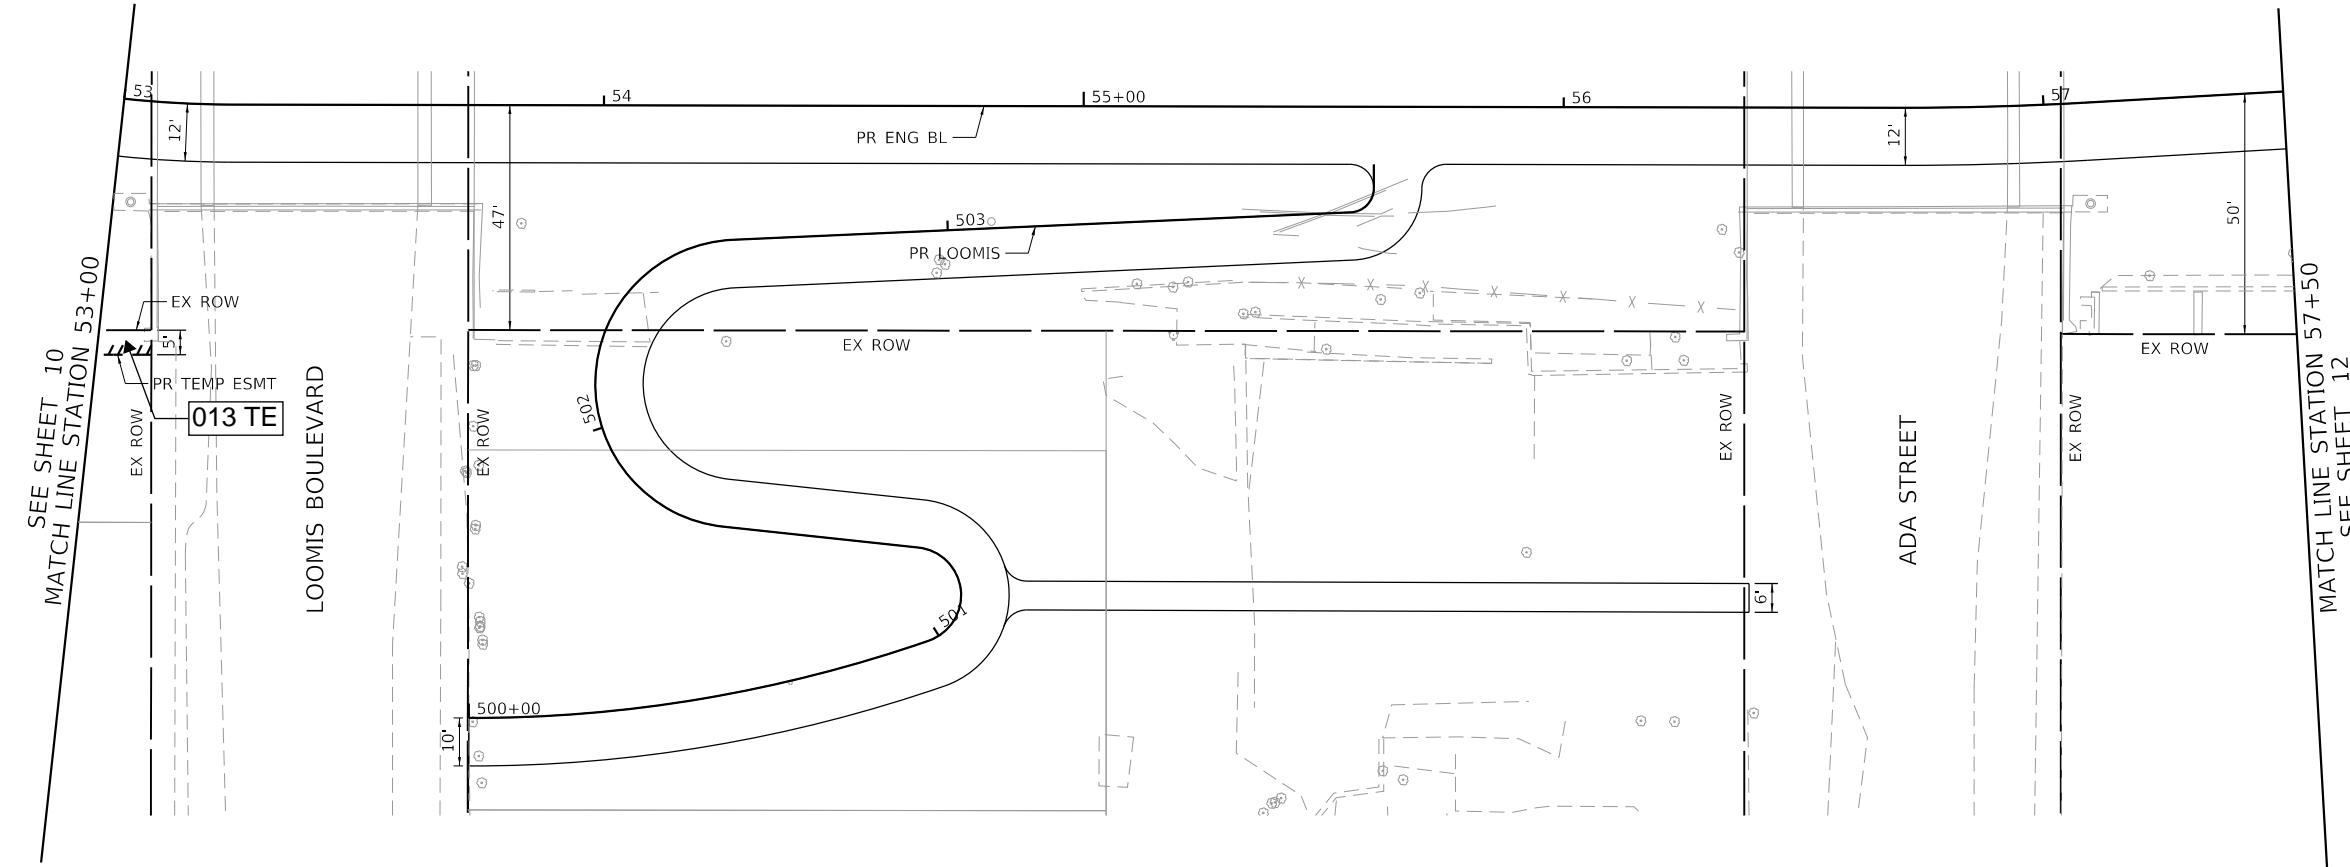 53
54
55+00
56
57
PR ENG BL
12'
12'
47'
50'
503
PR LOOMIS
EX ROW
5'
PR TEMP ESMT
013 TE
EX ROW
EX ROW
EX ROW
EX ROW
EX ROW
EX ROW
SEE SHEET 10
MATCH LINE STATION 53+00
LOOMIS BOULEVARD
502
501
500+00
10'
6'
ADA STREET
MATCH LINE STATION 57+50
SEE SHEET 12